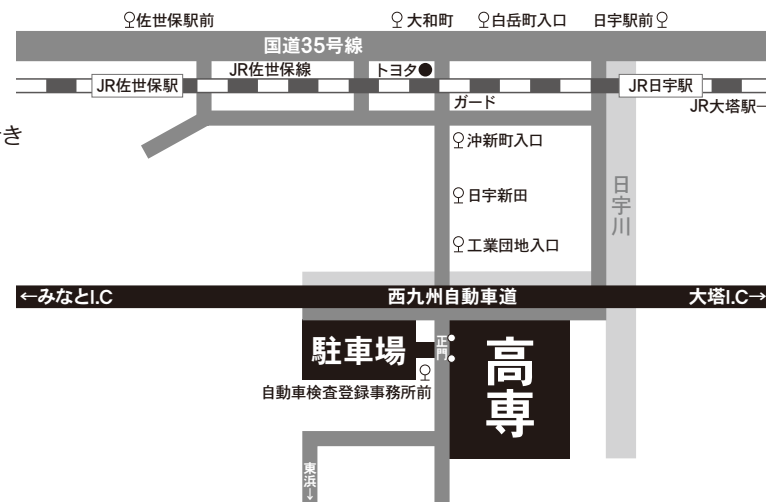 佐世保駅前
大和町
白岳町入口
日宇駅前
国道35号線
JR佐世保線
トヨタ
JR佐世保駅
JR日宇駅
ガード
JR大塔駅
き
沖新町入口
日宇新田
日宇川
工業団地入口
←みなとI.C
西九州自動車道
大塔I.C→
駐車場
正門
高専
自動車検査登録事務所前
東浜→